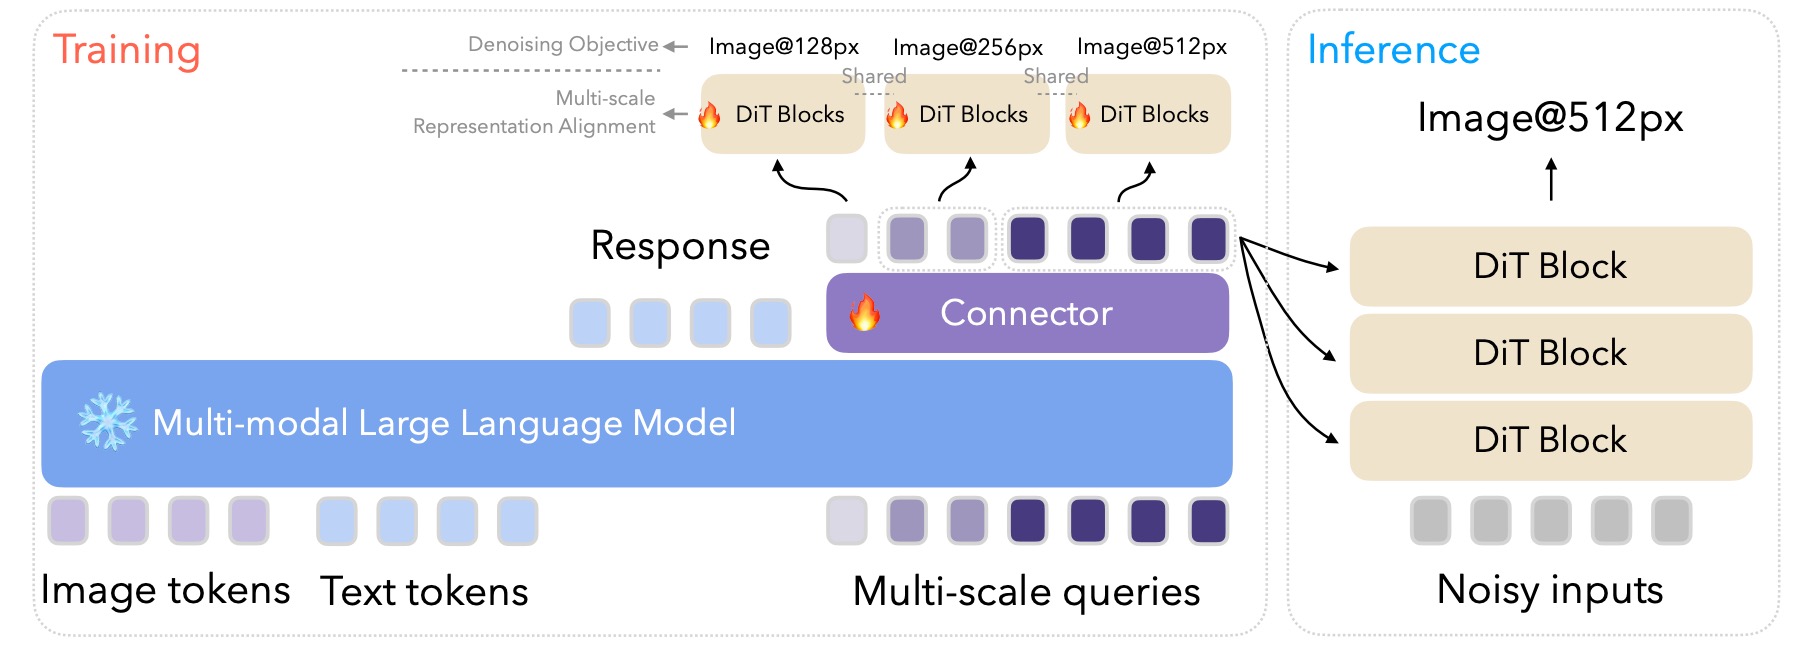 Training
Denoising Objective
Image@128px
Image@256px
Image@512px
Shared
Shared
Multi-scale
Representation Alignment
DiT Blocks
DiT Blocks
DiT Blocks
Response
Connector
Multi-modal Large Language Model
Image tokens
Text tokens
Multi-scale queries
Inference
Image@512px
DiT Block
DiT Block
DiT Block
Noisy inputs